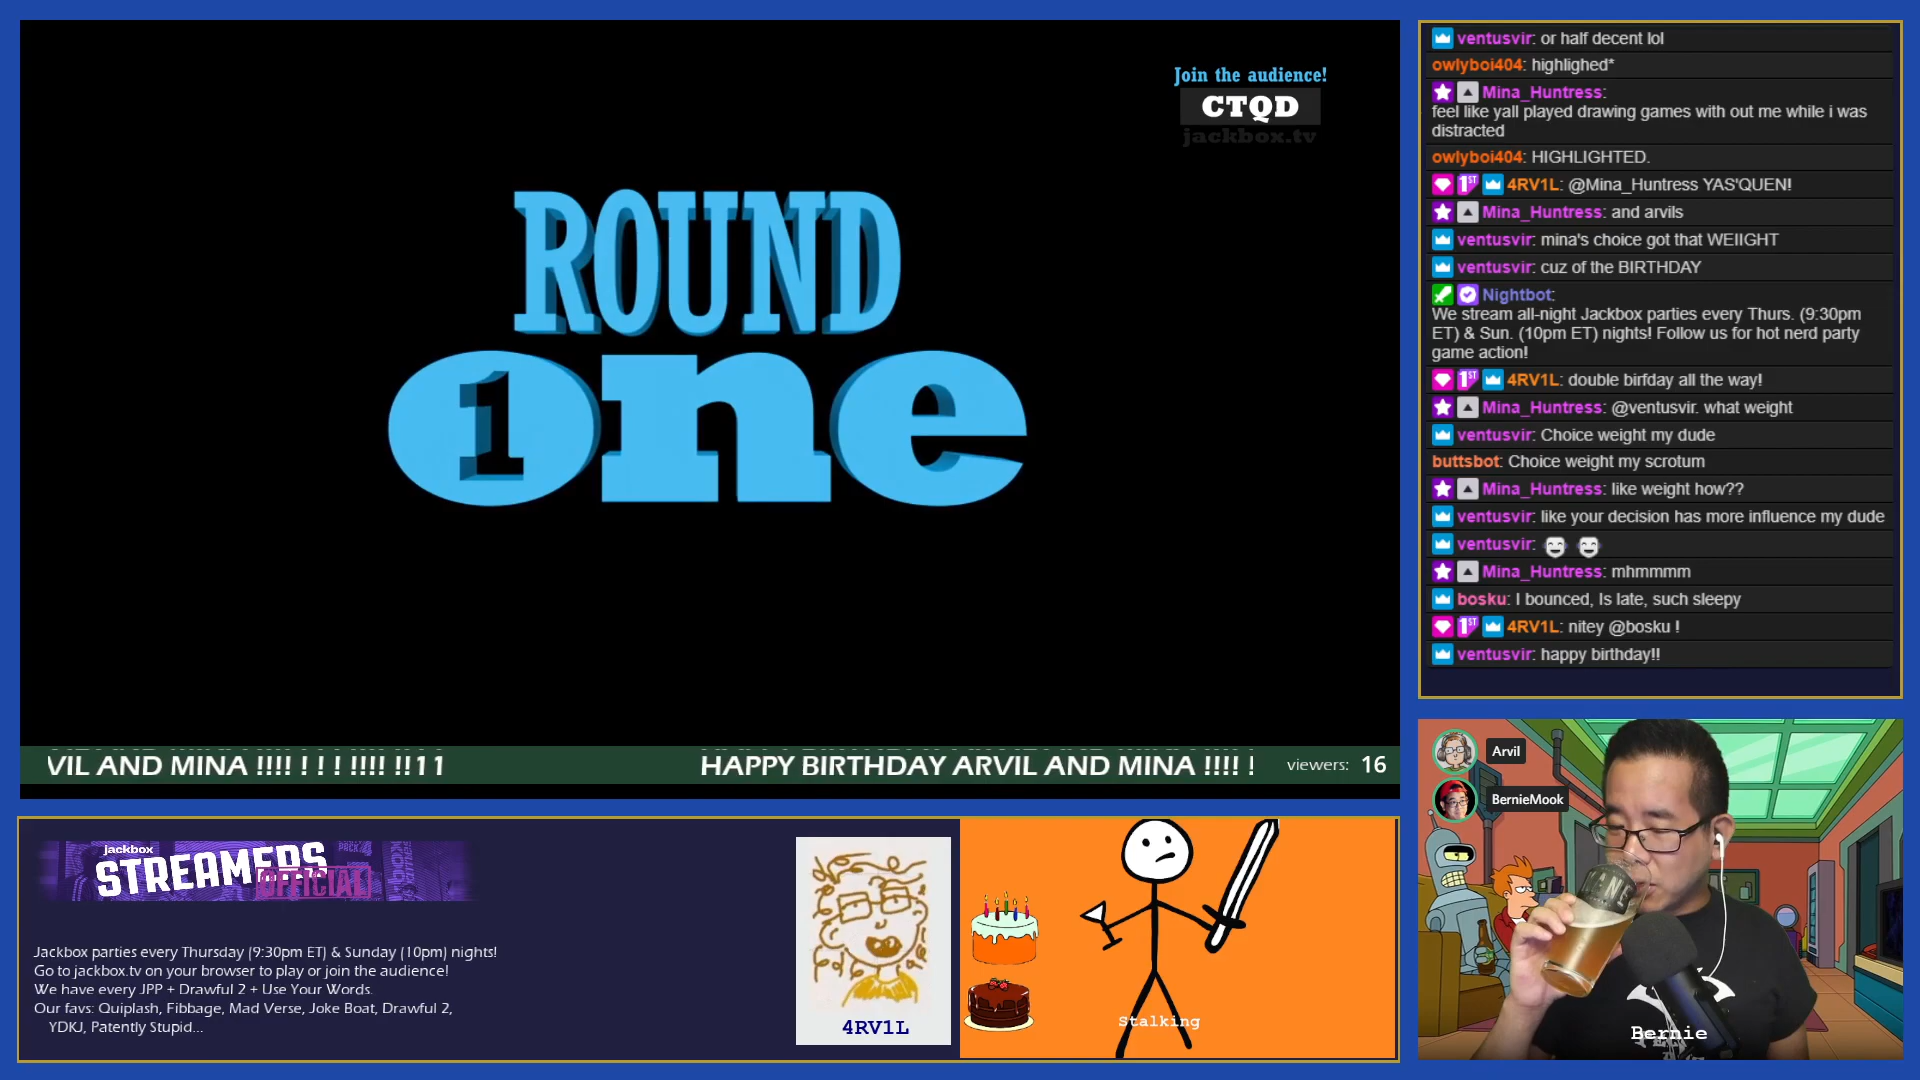 Join the audience!
CTQD
jackbox.tv
ROUND
One
1
VIL AND MINA !!!! ! ! ! !!!! !!11
HAPPY BIRTHDAY ARVIL AND MINA !!!! !
viewers: 16
ventusvir: or half decent lol
owlyboi404: highlighed*
Mina_Huntress:
feel like yall played drawing games with out me while i was
distracted
owlyboi404: HIGHLIGHTED.
1ST 4RV1L: @Mina_Huntress YAS'QUEN!
Mina_Huntress: and arvils
ventusvir: mina's choice got that WEIIGHT
ventusvir: cuz of the BIRTHDAY
Nightbot:
We stream all-night Jackbox parties every Thurs. (9:30pm
ET) & Sun. (10pm ET) nights! Follow us for hot nerd party
game action!
1ST 4RV1L: double birfday all the way!
Mina_Huntress: @ventusvir. what weight
ventusvir: Choice weight my dude
buttsbot: Choice weight my scrotum
Mina_Huntress: like weight how??
ventusvir: like your decision has more influence my dude
ventusvir:
Mina_Huntress: mhmmmm
bosku: I bounced, Is late, such sleepy
1ST 4RV1L: nitey @bosku !
ventusvir: happy birthday!!
jackbox
STREAMERS
OFFICIAL
Jackbox parties every Thursday (9:30pm ET) & Sunday (10pm) nights!
Go to jackbox.tv on your browser to play or join the audience!
We have every JPP + Drawful 2 + Use Your Words.
Our favs: Quiplash, Fibbage, Mad Verse, Joke Boat, Drawful 2,
YDKJ, Patently Stupid...
4RV1L
Stalking
Arvil
BernieMook
Bernie